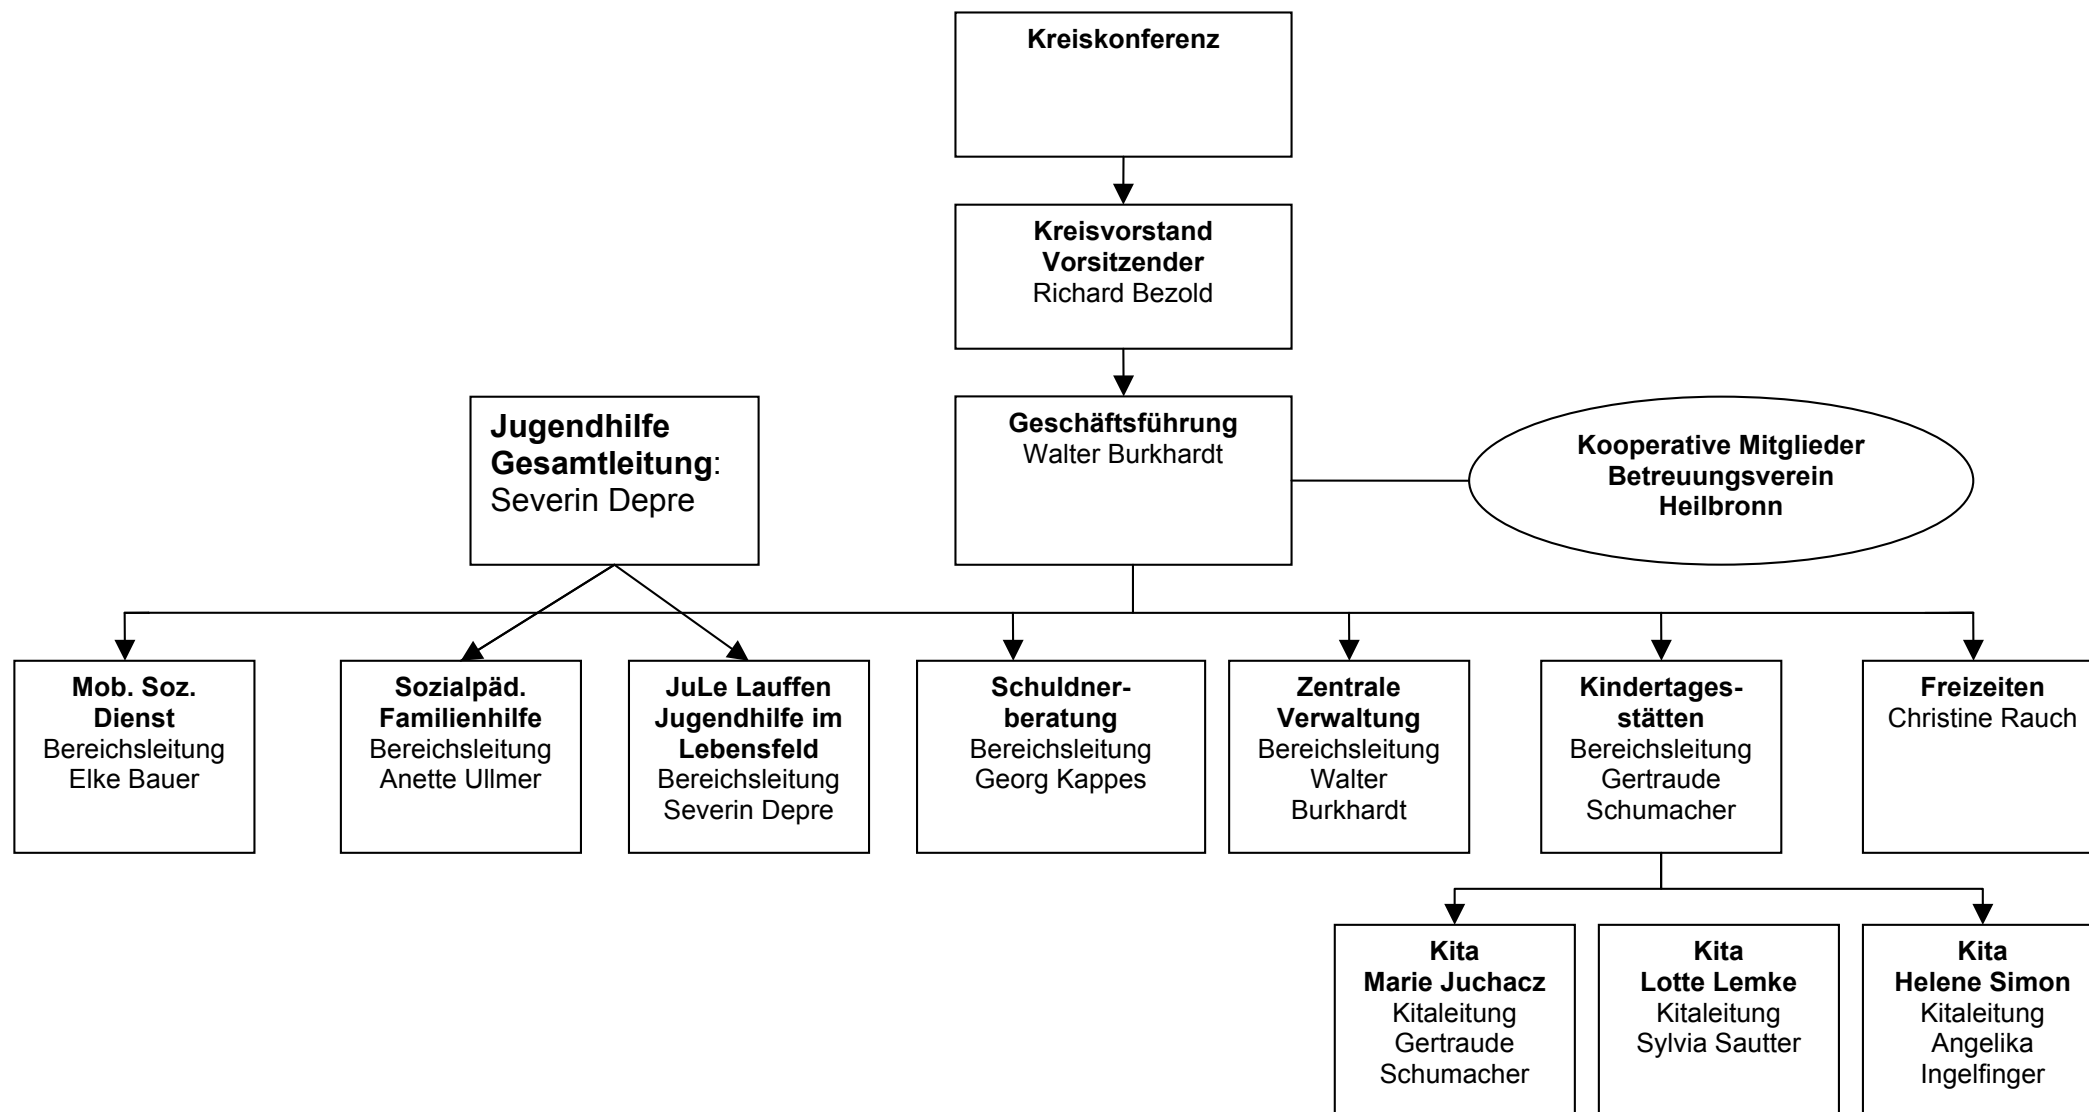 Kreiskonferenz
Kreisvorstand
Vorsitzender
Richard Bezold
Jugendhilfe
Gesamtleitung:
Severin Depre
Geschäftsführung
Walter Burkhardt
Kooperative Mitglieder
Betreuungsverein
Heilbronn
Mob. Soz.
Dienst
Bereichsleitung
Elke Bauer
Sozialpäd.
Familienhilfe
Bereichsleitung
Anette Ullmer
JuLe Lauffen
Jugendhilfe im
Lebensfeld
Bereichsleitung
Severin Depre
Schuldner-
beratung
Bereichsleitung
Georg Kappes
Zentrale
Verwaltung
Bereichsleitung
Walter
Burkhardt
Kindertages-
stätten
Bereichsleitung
Gertraude
Schumacher
Freizeiten
Christine Rauch
Kita
Marie Juchacz
Kitaleitung
Gertraude
Schumacher
Kita
Lotte Lemke
Kitaleitung
Sylvia Sautter
Kita
Helene Simon
Kitaleitung
Angelika
Ingelfinger